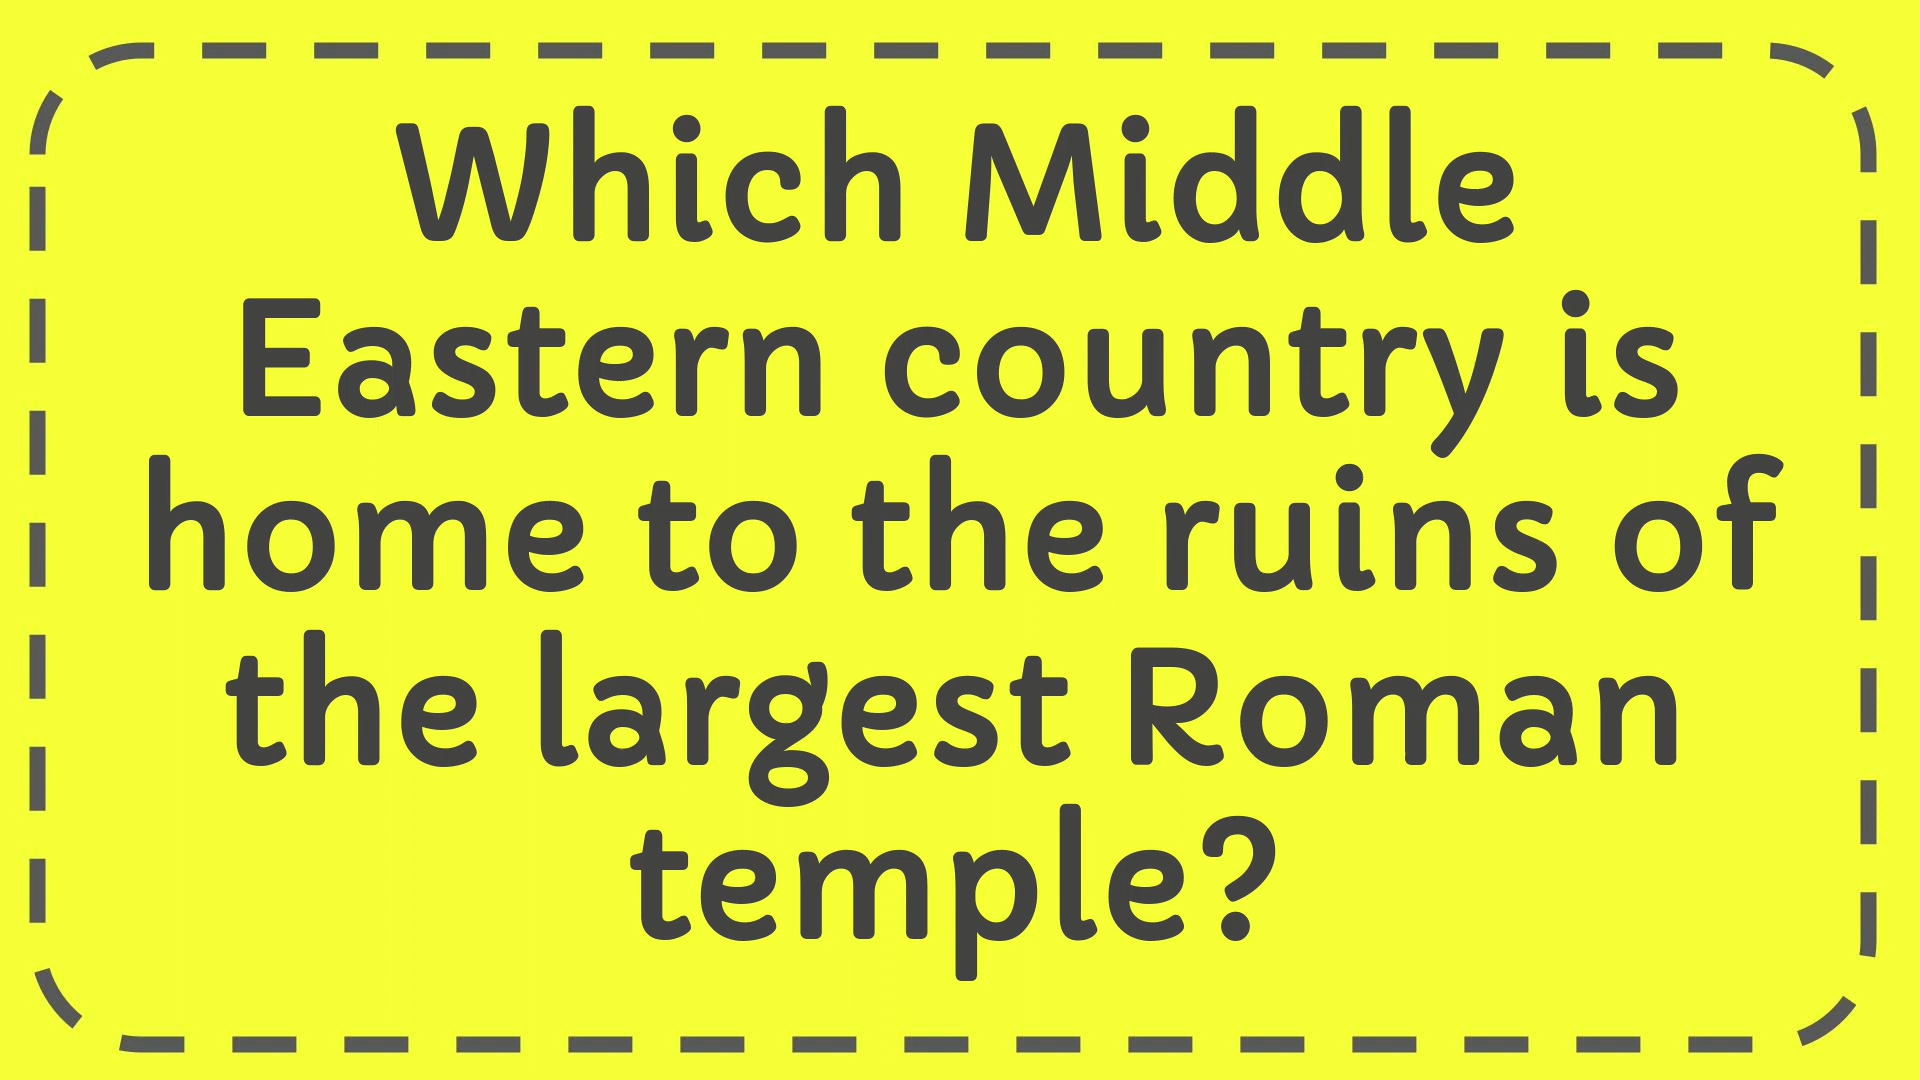 Which Middle
Eastern country is
home to the ruins of
the largest Roman
temple?